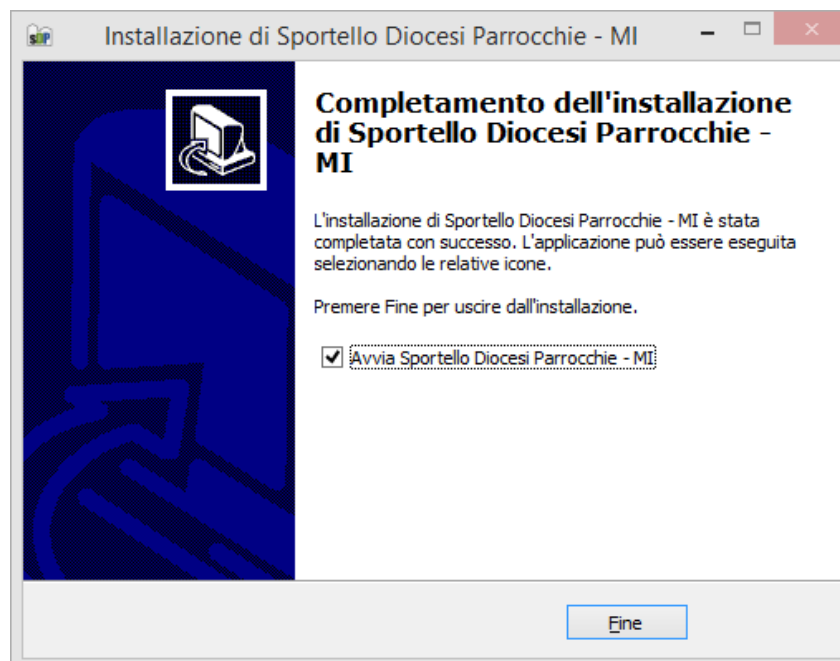 SDP
Installazione di Sportello Diocesi Parrocchie - MI
Completamento dell'installazione
di Sportello Diocesi Parrocchie -
MI
L'installazione di Sportello Diocesi Parrocchie - MI è stata
completata con successo. L'applicazione può essere eseguita
selezionando le relative icone.
Premere Fine per uscire dall'installazione.
Avvia Sportello Diocesi Parrocchie - MI
Fine